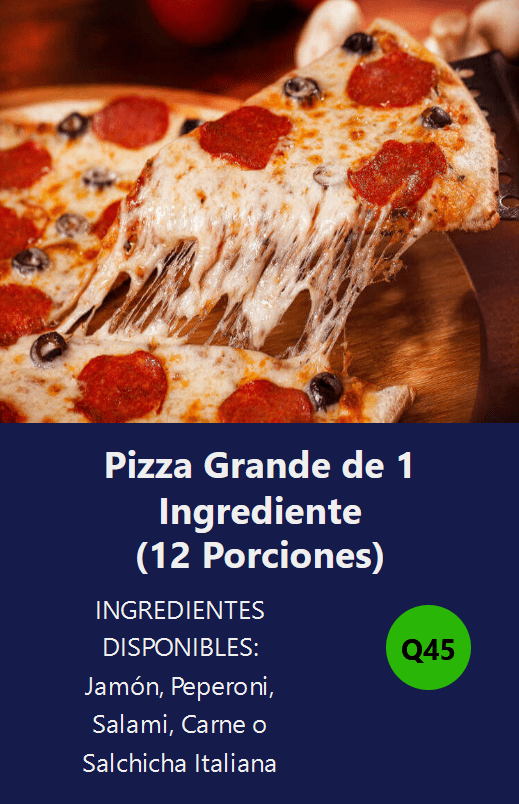 Pizza Grande de 1
Ingrediente
(12 Porciones)
INGREDIENTES
DISPONIBLES:
Jamón, Peperoni,
Salami, Carne o
Salchicha Italiana
Q45